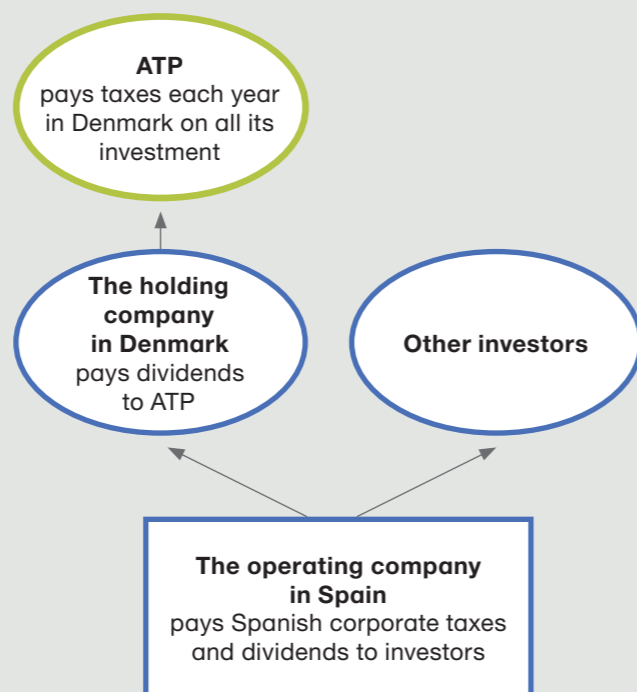 ATP
pays taxes each year
in Denmark on all its
investment
The holding
company
in Denmark
pays dividends
to ATP
Other investors
The operating company
in Spain
pays Spanish corporate taxes
and dividends to investors